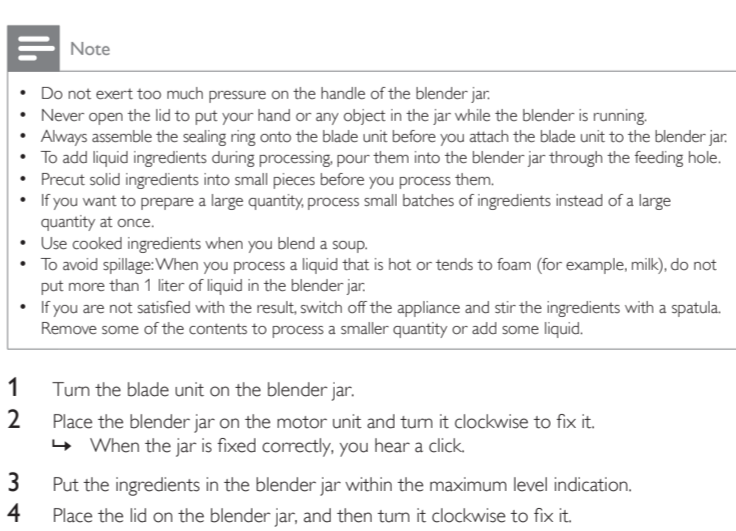 Note
• Do not exert too much pressure on the handle of the blender jar.
• Never open the lid to put your hand or any object in the jar while the blender is running.
• Always assemble the sealing ring onto the blade unit before you attach the blade unit to the blender jar.
• To add liquid ingredients during processing, pour them into the blender jar through the feeding hole.
• Precut solid ingredients into small pieces before you process them.
• If you want to prepare a large quantity, process small batches of ingredients instead of a large
quantity at once.
• Use cooked ingredients when you blend a soup.
• To avoid spillage: When you process a liquid that is hot or tends to foam (for example, milk), do not
put more than 1 liter of liquid in the blender jar.
• If you are not satisfied with the result, switch off the appliance and stir the ingredients with a spatula.
Remove some of the contents to process a smaller quantity or add some liquid.
1 Turn the blade unit on the blender jar.
2 Place the blender jar on the motor unit and turn it clockwise to fix it.
↳ When the jar is fixed correctly, you hear a click.
3 Put the ingredients in the blender jar within the maximum level indication.
4 Place the lid on the blender jar, and then turn it clockwise to fix it.